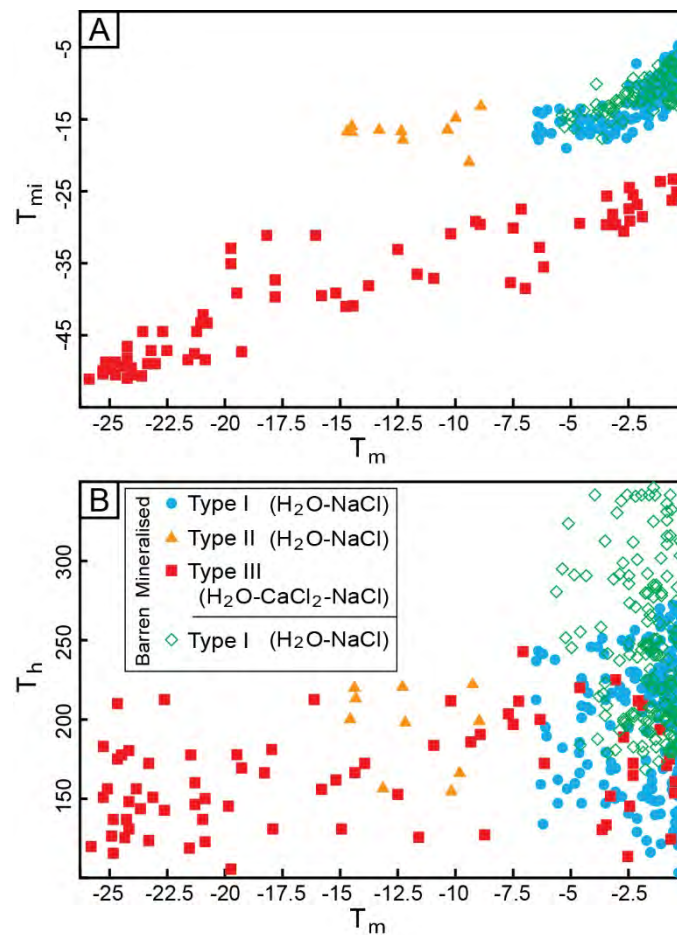 A
-5
-15
-25
-35
-45
Tmi
-25 -22.5 -20 -17.5 -15 -12.5 -10 -7.5 -5 -2.5
Tm
B
300
250
200
150
Th
Barren Mineralised
Type I (H2O-NaCl)
Type II (H2O-NaCl)
Type III
(H2O-CaCl2-NaCl)
Type I (H2O-NaCl)
-25 -22.5 -20 -17.5 -15 -12.5 -10 -7.5 -5 -2.5
Tm